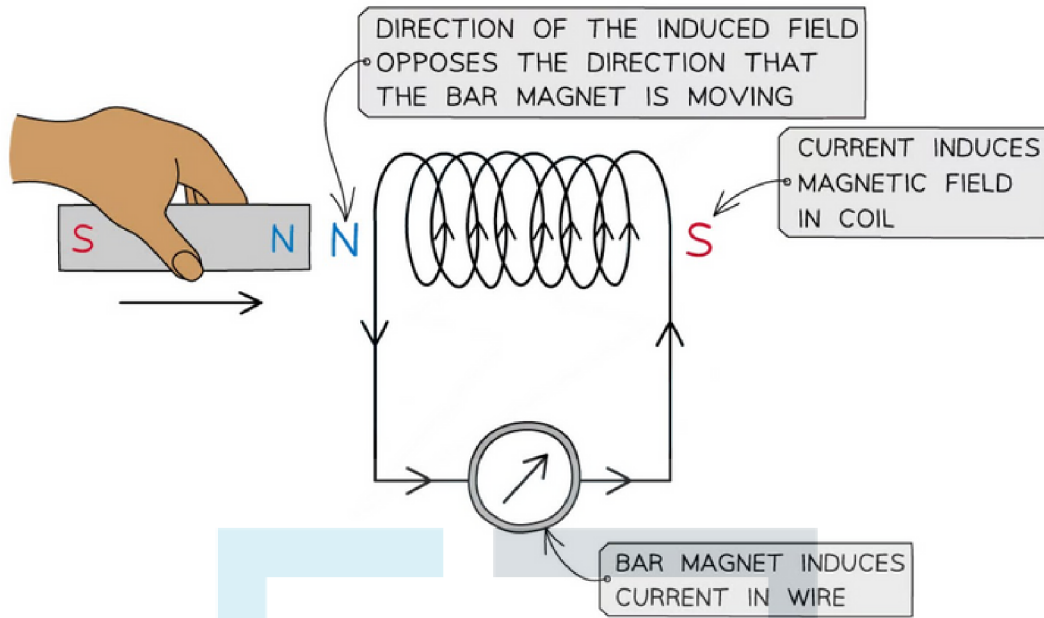 DIRECTION OF THE INDUCED FIELD
OPPOSES THE DIRECTION THAT
THE BAR MAGNET IS MOVING
CURRENT INDUCES
MAGNETIC FIELD
IN COIL
S N N S
BAR MAGNET INDUCES
CURRENT IN WIRE